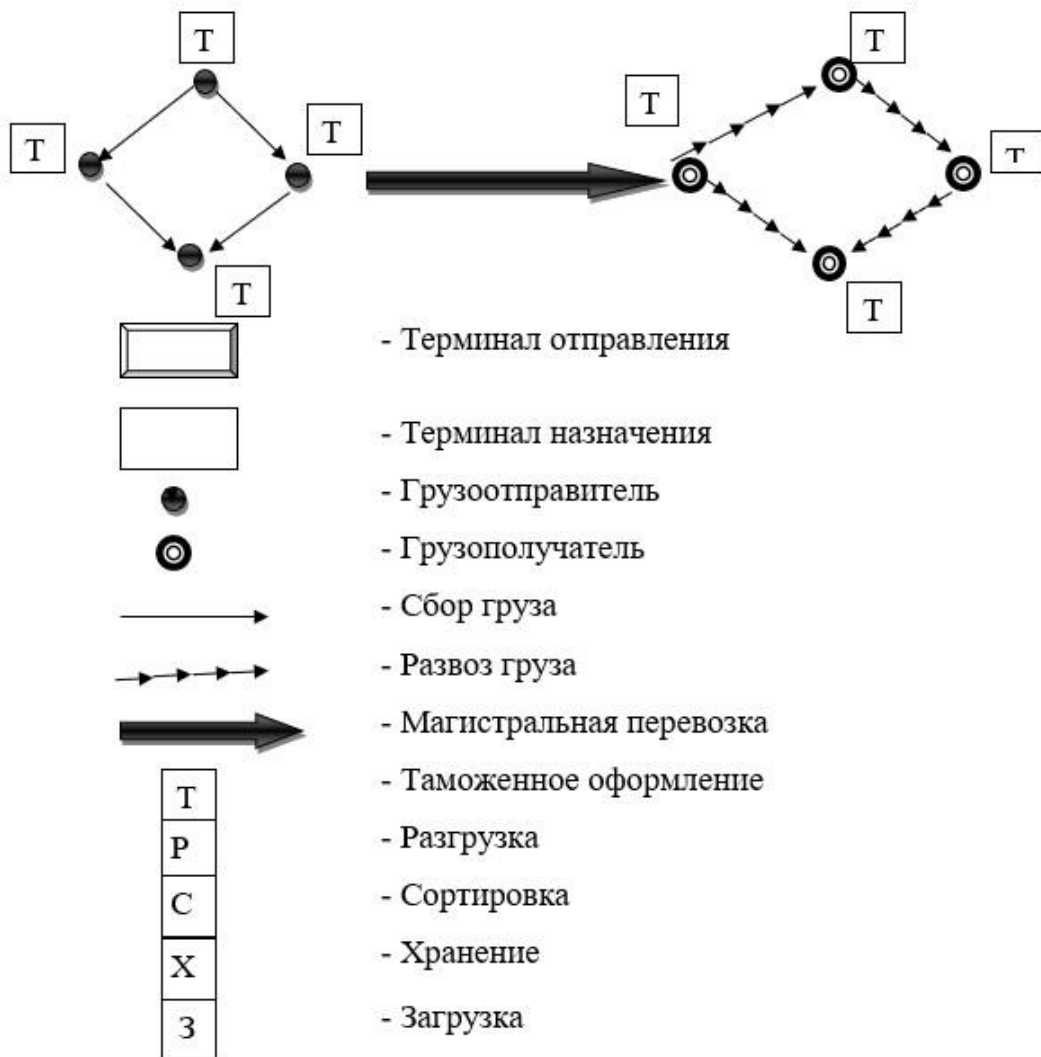 Т
Т
Т
Т
Т
Т
Т
Т
- Терминал отправления
- Терминал назначения
- Грузоотправитель
- Грузополучатель
- Сбор груза
- Развоз груза
- Магистральная перевозка
Т - Таможенное оформление
Р - Разгрузка
С - Сортировка
Х - Хранение
З - Загрузка